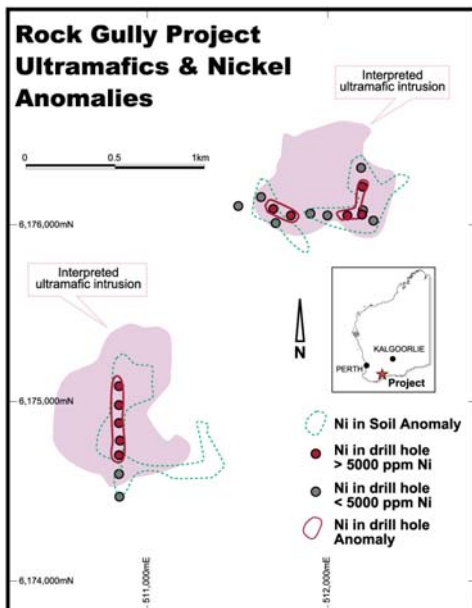 Rock Gully Project
Ultramafics & Nickel
Anomalies
Interpreted
ultramafic intrusion
0
0.5
1km
6,176,000mN
Interpreted
ultramafic intrusion
N
KALGOORLIE
PERTH
Project
6,175,000mN
Ni in Soil Anomaly
Ni in drill hole
> 5000 ppm Ni
Ni in drill hole
< 5000 ppm Ni
Ni in drill hole
Anomaly
6,174,000mN
511,000mE
512,000mE